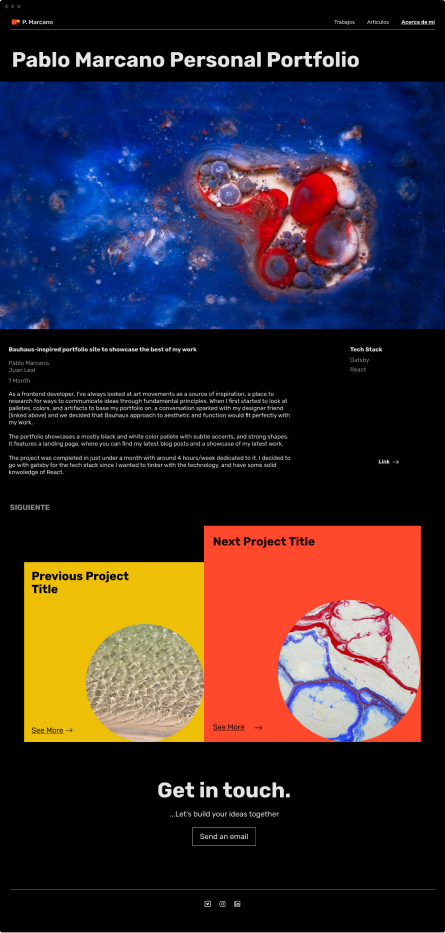 P. Marcano
Trabajos Artículos Acerca de mi
Pablo Marcano Personal Portfolio
Bauhaus-inspired portfolio site to showcase the best of my work
Tech Stack
Pablo Marcano,
Juan Leal
Gatsby
React
1 Month
As a frontend developer, I've always looked at art movements as a source of inspiration, a place to
research for ways to communicate ideas through fundamental principles. When I first started to look at
palletes, colors, and artifacts to base my portfolio on, a conversation sparked with my designer friend
(linked above) and we decided that Bauhaus approach to aesthetic and function would fit perfectly with
my Work.
The portfolio showcases a mostly black and white color pallete with subtle accents, and strong shapes.
It features a landing page, where you can find my latest blog posts and a showcase of my latest work.
The project was completed in just under a month with around 4 hours/week dedicated to it. I decided to
go with gatsby for the tech stack since I wanted to tinker with the technology, and have some solid
knwledge of React.
Link →
SIGUIENTE
Next Project Title
Previous Project
Title
See More →
See More →
Get in touch.
...Let's build your ideas together
Send an email